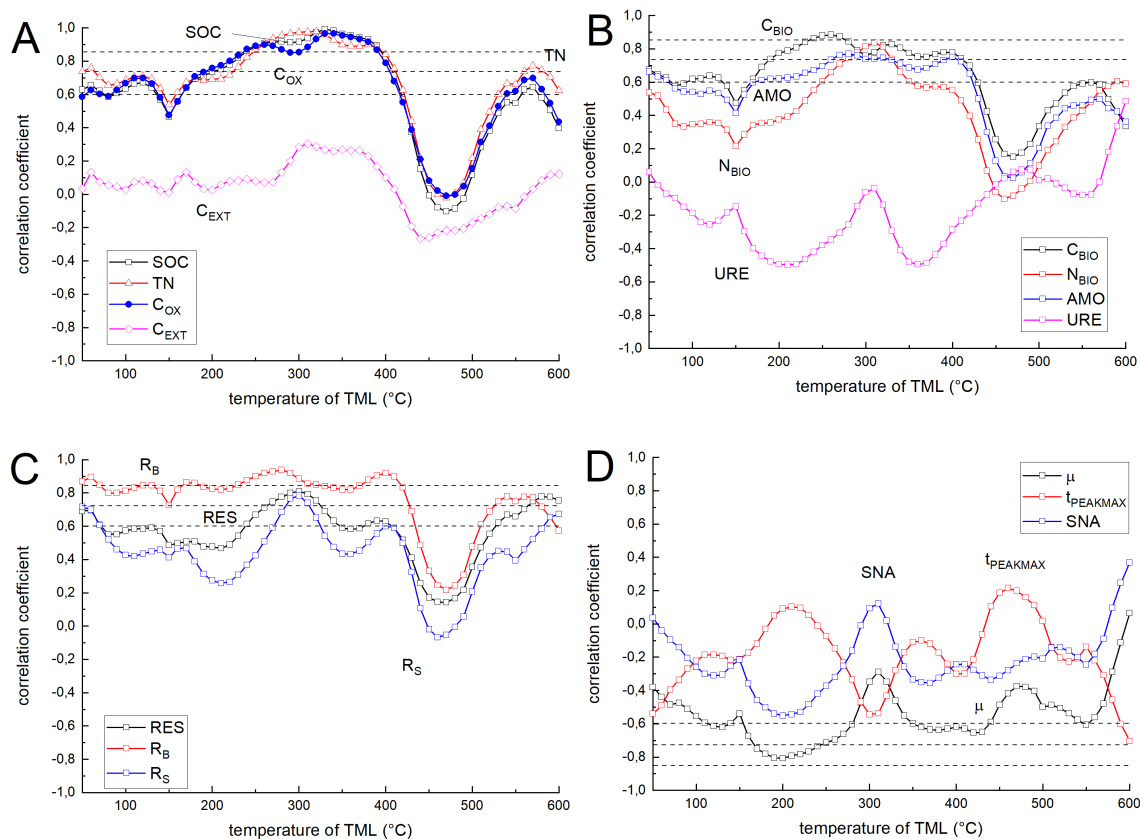 A
1,0
0,8
0,6
0,4
0,2
0,0
-0,2
-0,4
-0,6
-0,8
-1,0
correlation coefficient
SOC
TN
C_OX
C_EXT
SOC
TN
C_OX
C_EXT
100 200 300 400 500 600
temperature of TML (°C)
B
1,0
0,8
0,6
0,4
0,2
0,0
-0,2
-0,4
-0,6
-0,8
-1,0
correlation coefficient
C_BIO
AMO
N_BIO
URE
C_BIO
N_BIO
AMO
URE
100 200 300 400 500 600
temperature of TML (°C)
C
1,0
0,8
0,6
0,4
0,2
0,0
-0,2
-0,4
-0,6
-0,8
-1,0
correlation coefficient
R_B
RES
R_S
RES
R_B
R_S
100 200 300 400 500 600
temperature of TML (°C)
D
1,0
0,8
0,6
0,4
0,2
0,0
-0,2
-0,4
-0,6
-0,8
-1,0
correlation coefficient
μ
t_PEAKMAX
SNA
t_PEAKMAX
SNA
μ
100 200 300 400 500 600
temperature of TML (°C)